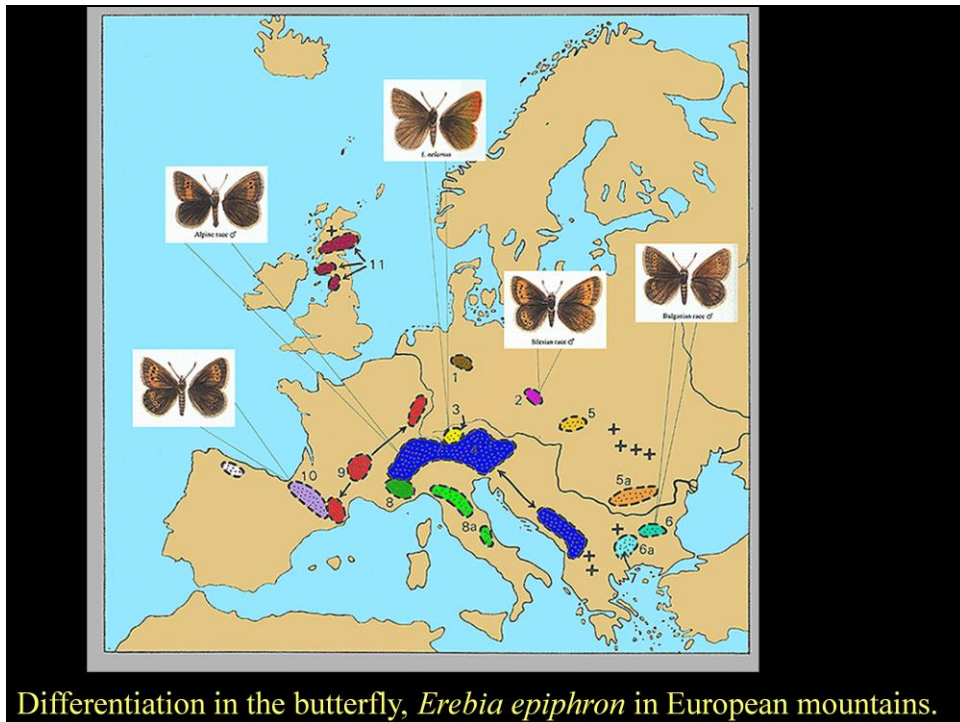 f. nelamus
Alpine race ♂
11
Silesian race ♂
Bulgarian race ♂
1
2
3
5
4
9
10
5a
8
8a
6
6a
7
Differentiation in the butterfly, Erebia epiphron in European mountains.